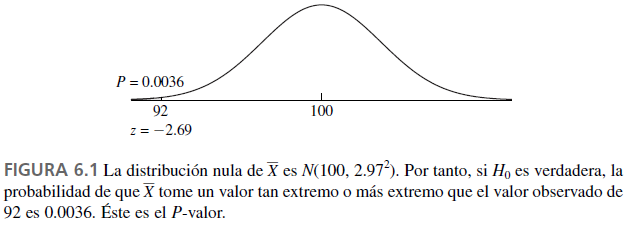 P = 0.0036
92
100
z = −2.69
FIGURA 6.1 La distribución nula de X̅ es N(100, 2.97²). Por tanto, si H₀ es verdadera, la
probabilidad de que X̅ tome un valor tan extremo o más extremo que el valor observado de
92 es 0.0036. Éste es el P-valor.